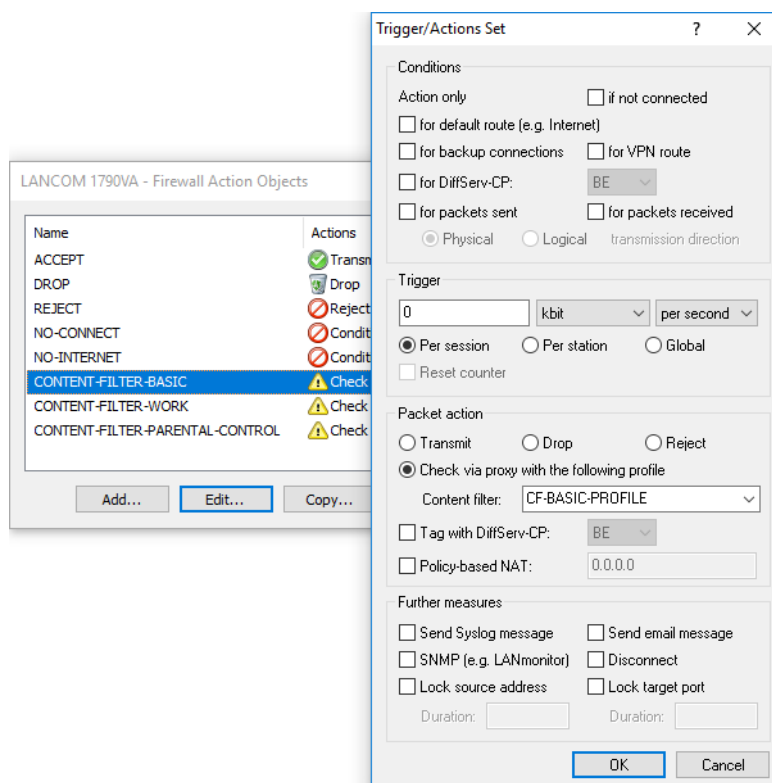 LANCOM 1790VA - Firewall Action Objects
Name Actions
ACCEPT Transm
DROP Drop
REJECT Reject
NO-CONNECT Condit
NO-INTERNET Condit
CONTENT-FILTER-BASIC Check
CONTENT-FILTER-WORK Check
CONTENT-FILTER-PARENTAL-CONTROL Check
Add... Edit... Copy...
Trigger/Actions Set ?
Conditions
Action only if not connected
for default route (e.g. Internet)
for backup connections for VPN route
for DiffServ-CP: BE
for packets sent for packets received
Physical Logical transmission direction
Trigger
0 kbit per second
Per session Per station Global
Reset counter
Packet action
Transmit Drop Reject
Check via proxy with the following profile
Content filter: CF-BASIC-PROFILE
Tag with DiffServ-CP: BE
Policy-based NAT: 0.0.0.0
Further measures
Send Syslog message Send email message
SNMP (e.g. LANmonitor) Disconnect
Lock source address Lock target port
Duration: Duration:
OK Cancel